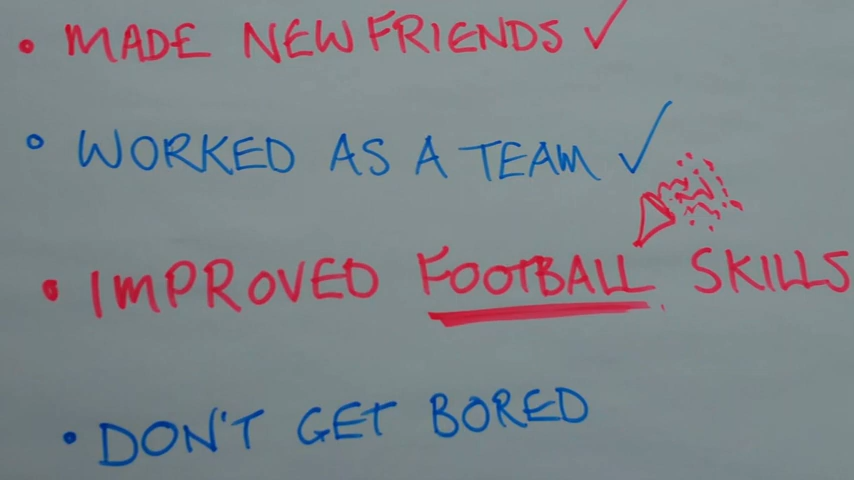 • MADE NEW FRIENDS ✓
• WORKED AS A TEAM ✓
• IMPROVED FOOTBALL SKILLS
• DON'T GET BORED